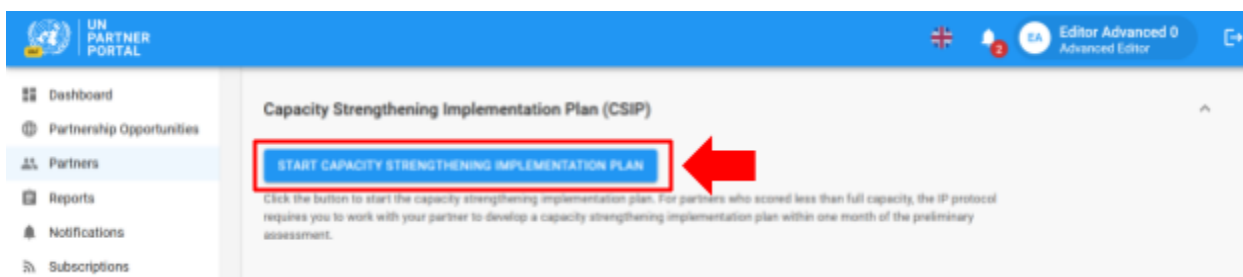 UN
PARTNER
PORTAL
2
EA
Editor Advanced 0
Advanced Editor
Dashboard
Partnership Opportunities
Partners
Reports
Notifications
Subscriptions
Capacity Strengthening Implementation Plan (CSIP)
START CAPACITY STRENGTHENING IMPLEMENTATION PLAN
Click the button to start the capacity strengthening implementation plan. For partners who scored less than full capacity, the IP protocol
requires you to work with your partner to develop a capacity strengthening implementation plan within one month of the preliminary
assessment.